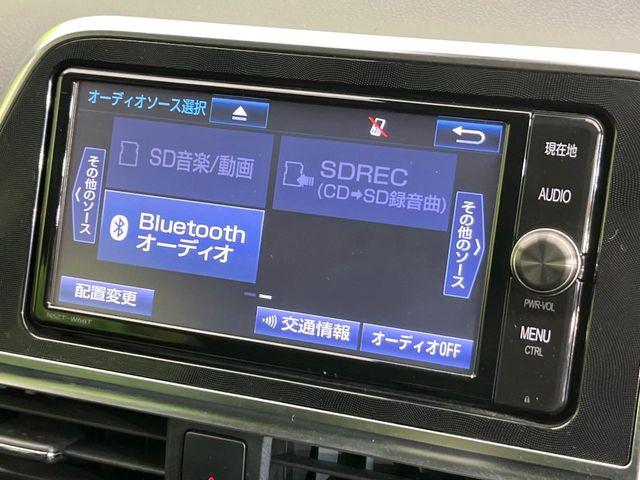 オーディオソース選択
SD音楽/動画
SDREC
(CD➡SD録音曲)
その他のソース
Bluetooth
オーディオ
その他のソース
配置変更
交通情報
オーディオOFF
NSZT-W66T
現在地
AUDIO
PWR-VOL
MENU
CTRL